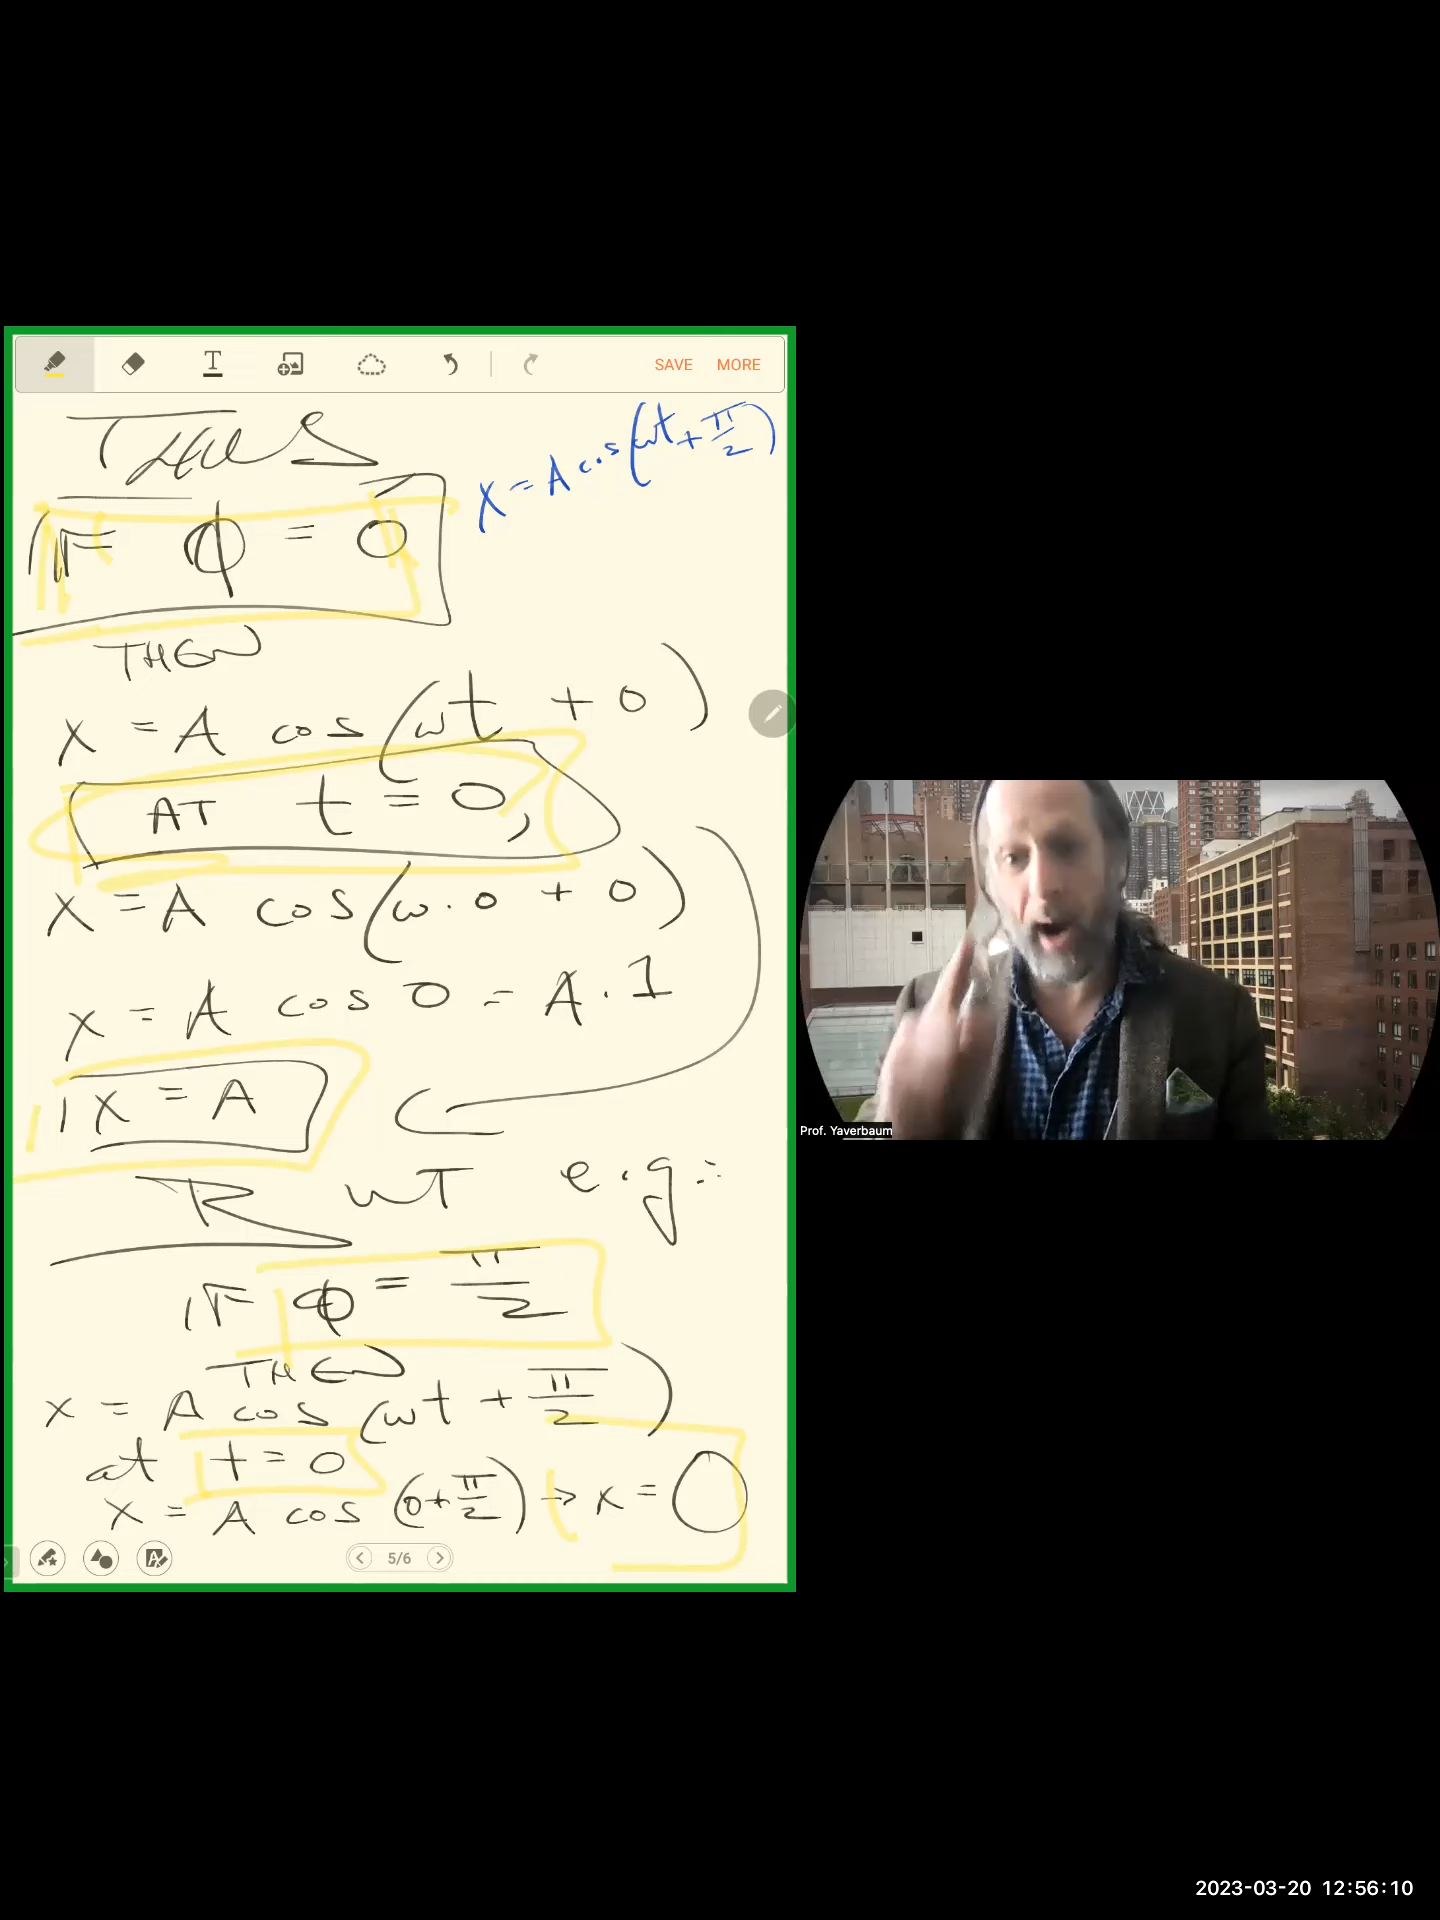 SAVE MORE
THUS
x = A cos(ωt + π/2)
IF φ = 0
THEN
x = A cos(ωt + 0)
AT t = 0,
x = A cos(ω·0 + 0)
x = A cos 0 = A·1
x = A
e.g.:
IF φ = π/2
THEN
x = A cos(ωt + π/2)
at t = 0
x = A cos(0 + π/2) → x = 0
5/6
Prof. Yaverbaum
2023-03-20 12:56:10